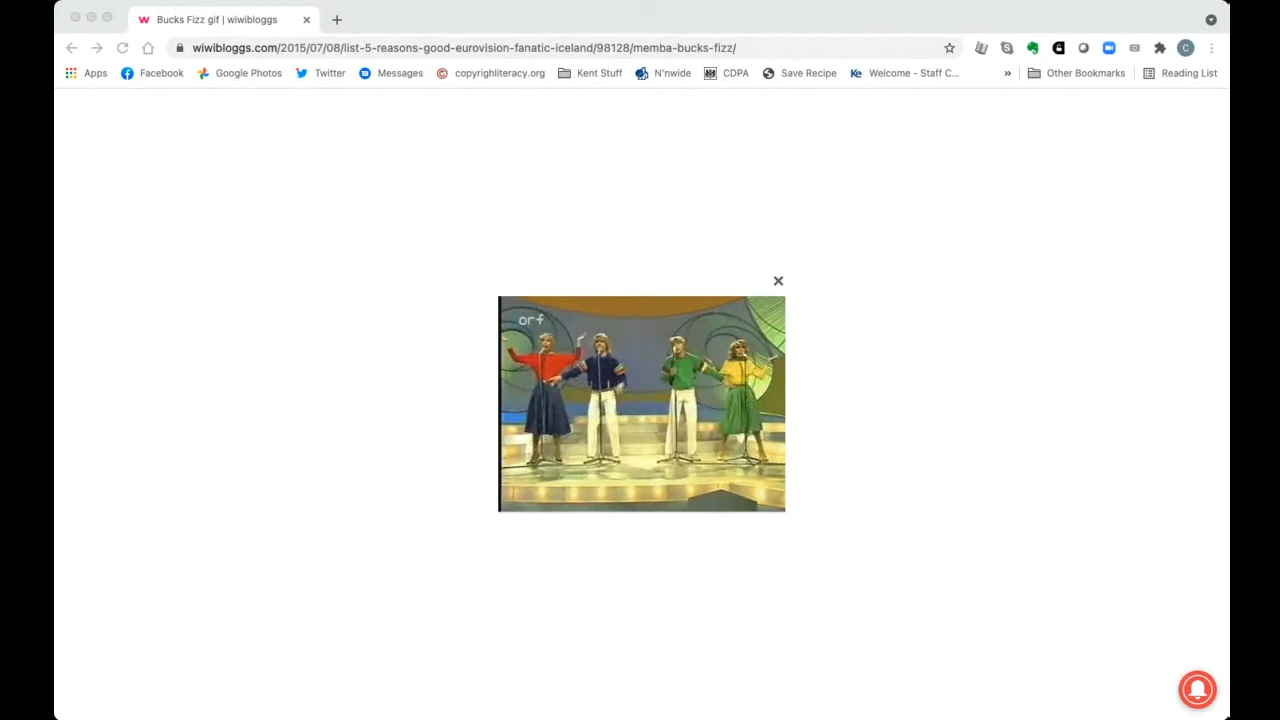 Bucks Fizz gif | wiwibloggs
wiwibloggs.com/2015/07/08/list-5-reasons-good-eurovision-fanatic-iceland/98128/memba-bucks-fizz/
C
Apps Facebook Google Photos Twitter Messages copyrighliteracy.org Kent Stuff N'nwide CDPA Save Recipe Ke Welcome - Staff C... » Other Bookmarks Reading List
orf